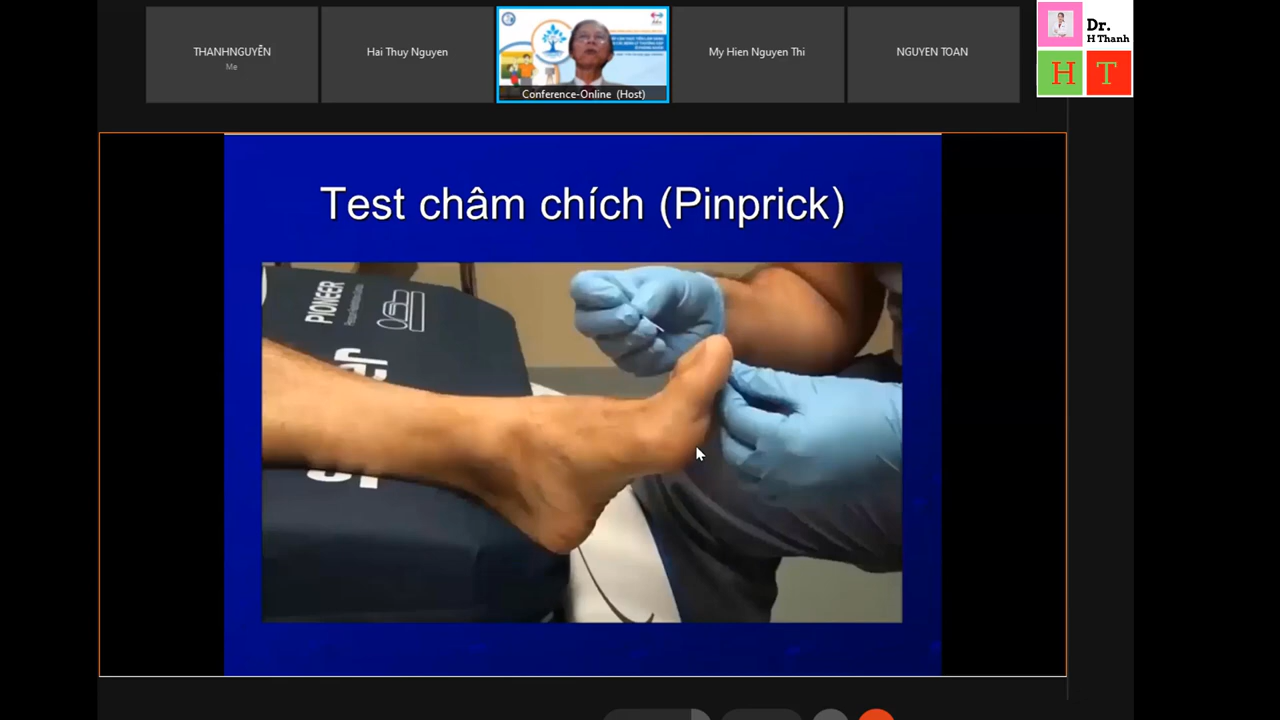 THANHNGUYỄN
Me
Hai Thuy Nguyen
Conference-Online (Host)
My Hien Nguyen Thi
NGUYEN TOAN
Dr.
H Thanh
H T
Test châm chích (Pinprick)
PIONEER